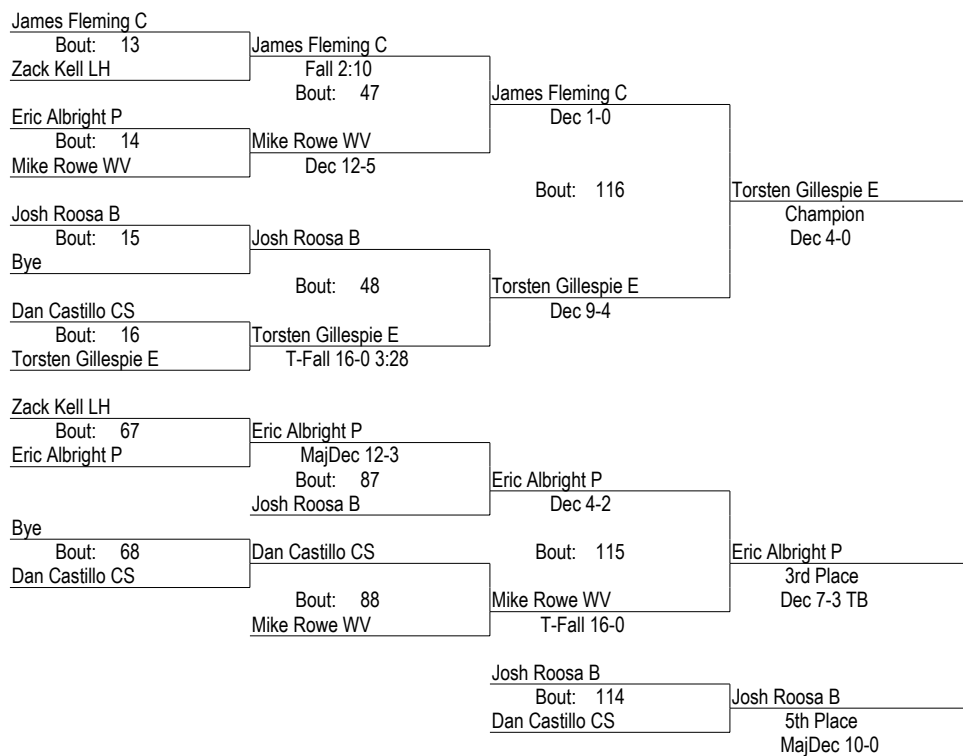 James Fleming C
Bout: 13
James Fleming C
Zack Kell LH
Fall 2:10
Bout: 47
James Fleming C
Eric Albright P
Dec 1-0
Bout: 14
Mike Rowe WV
Mike Rowe WV
Dec 12-5
Bout: 116
Torsten Gillespie E
Josh Roosa B
Champion
Bout: 15
Josh Roosa B
Dec 4-0
Bye
Bout: 48
Torsten Gillespie E
Dan Castillo CS
Dec 9-4
Bout: 16
Torsten Gillespie E
Torsten Gillespie E
T-Fall 16-0 3:28
Zack Kell LH
Bout: 67
Eric Albright P
Eric Albright P
MajDec 12-3
Bout: 87
Eric Albright P
Josh Roosa B
Dec 4-2
Bye
Bout: 68
Dan Castillo CS
Bout: 115
Eric Albright P
Dan Castillo CS
3rd Place
Bout: 88
Mike Rowe WV
Dec 7-3 TB
Mike Rowe WV
T-Fall 16-0
Josh Roosa B
Bout: 114
Josh Roosa B
Dan Castillo CS
5th Place
MajDec 10-0